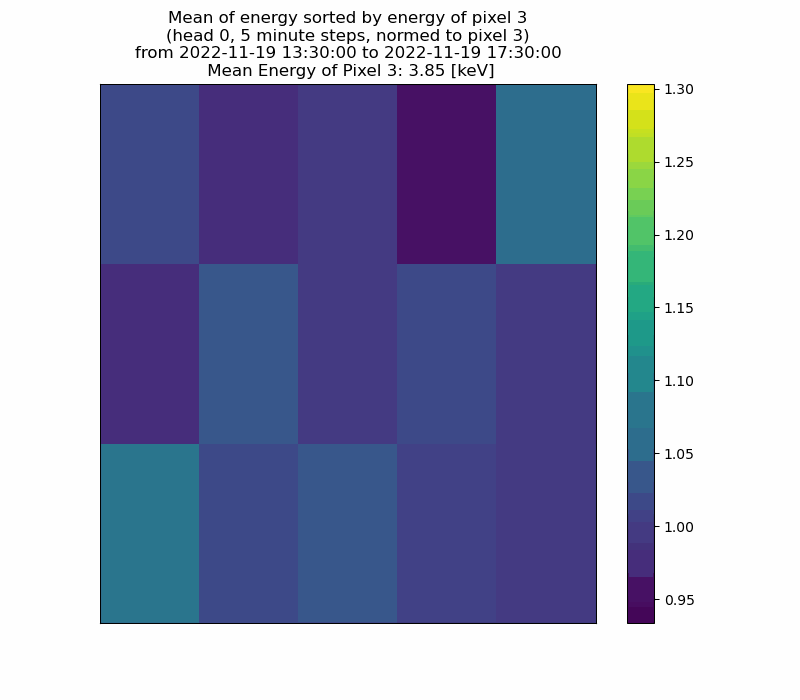 Mean of energy sorted by energy of pixel 3
(head 0, 5 minute steps, normed to pixel 3)
from 2022-11-19 13:30:00 to 2022-11-19 17:30:00
Mean Energy of Pixel 3: 3.85 [keV]
1.30
1.25
1.20
1.15
1.10
1.05
1.00
0.95